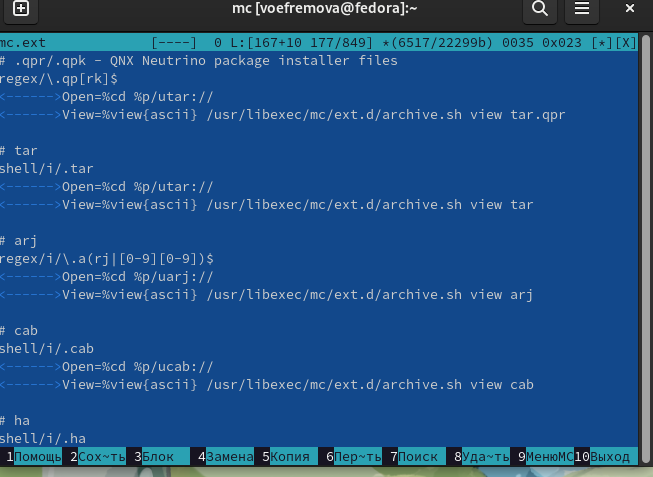 mc [voefremova@fedora]:~
mc.ext [----] 0 L:[167+10 177/849] *(6517/22299b) 0035 0x023 [*][X]
# .qpr/.qpk - QNX Neutrino package installer files
regex/\.qp[rk]$
<------>Open=%cd %p/utar://
<------>View=%view{ascii} /usr/libexec/mc/ext.d/archive.sh view tar.qpr
# tar
shell/i/.tar
<------>Open=%cd %p/utar://
<------>View=%view{ascii} /usr/libexec/mc/ext.d/archive.sh view tar
# arj
regex/i/\.a(rj|[0-9][0-9])$
<------>Open=%cd %p/uarj://
<------>View=%view{ascii} /usr/libexec/mc/ext.d/archive.sh view arj
# cab
shell/i/.cab
<------>Open=%cd %p/ucab://
<------>View=%view{ascii} /usr/libexec/mc/ext.d/archive.sh view cab
# ha
shell/i/.ha
1Помощь 2Сох~ть 3Блок 4Замена 5Копия 6Пер~ть 7Поиск 8Уда~ть 9МенюMC 10Выход